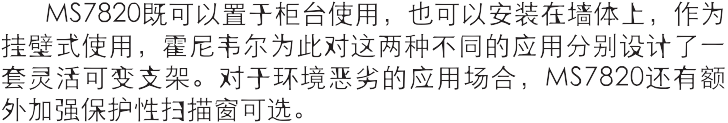 MS7820既可以置于柜台使用，也可以安装在墙体上，作为
挂壁式使用，霍尼韦尔为此对这两种不同的应用分别设计了一
套灵活可变支架。对于环境恶劣的应用场合，MS7820还有额
外加强保护性扫描窗可选。